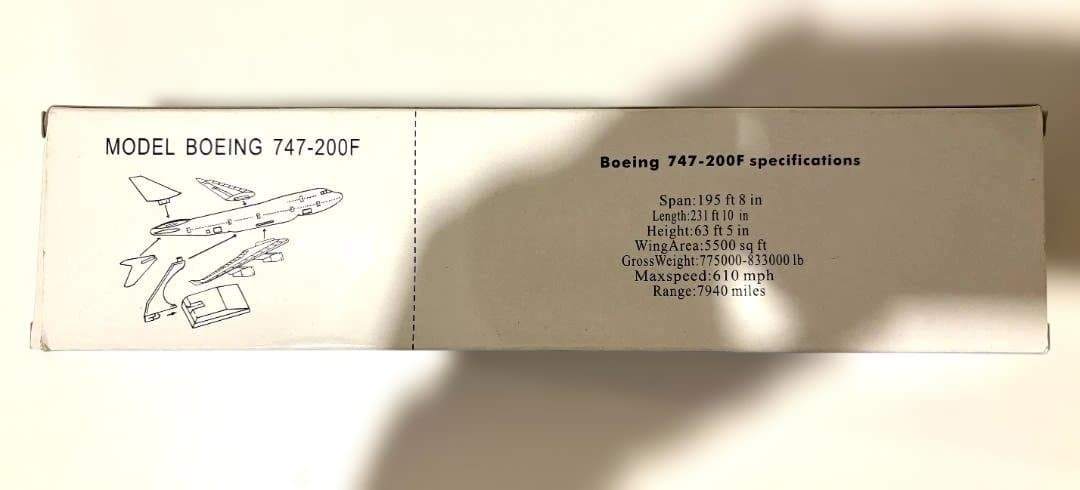 MODEL BOEING 747-200F
Boeing 747-200F specifications
Span:195 ft 8 in
Length:231 ft 10 in
Height:63 ft 5 in
WingArea:5500 sq ft
GrossWeight:775000-833000 lb
Maxspeed:610 mph
Range:7940 miles